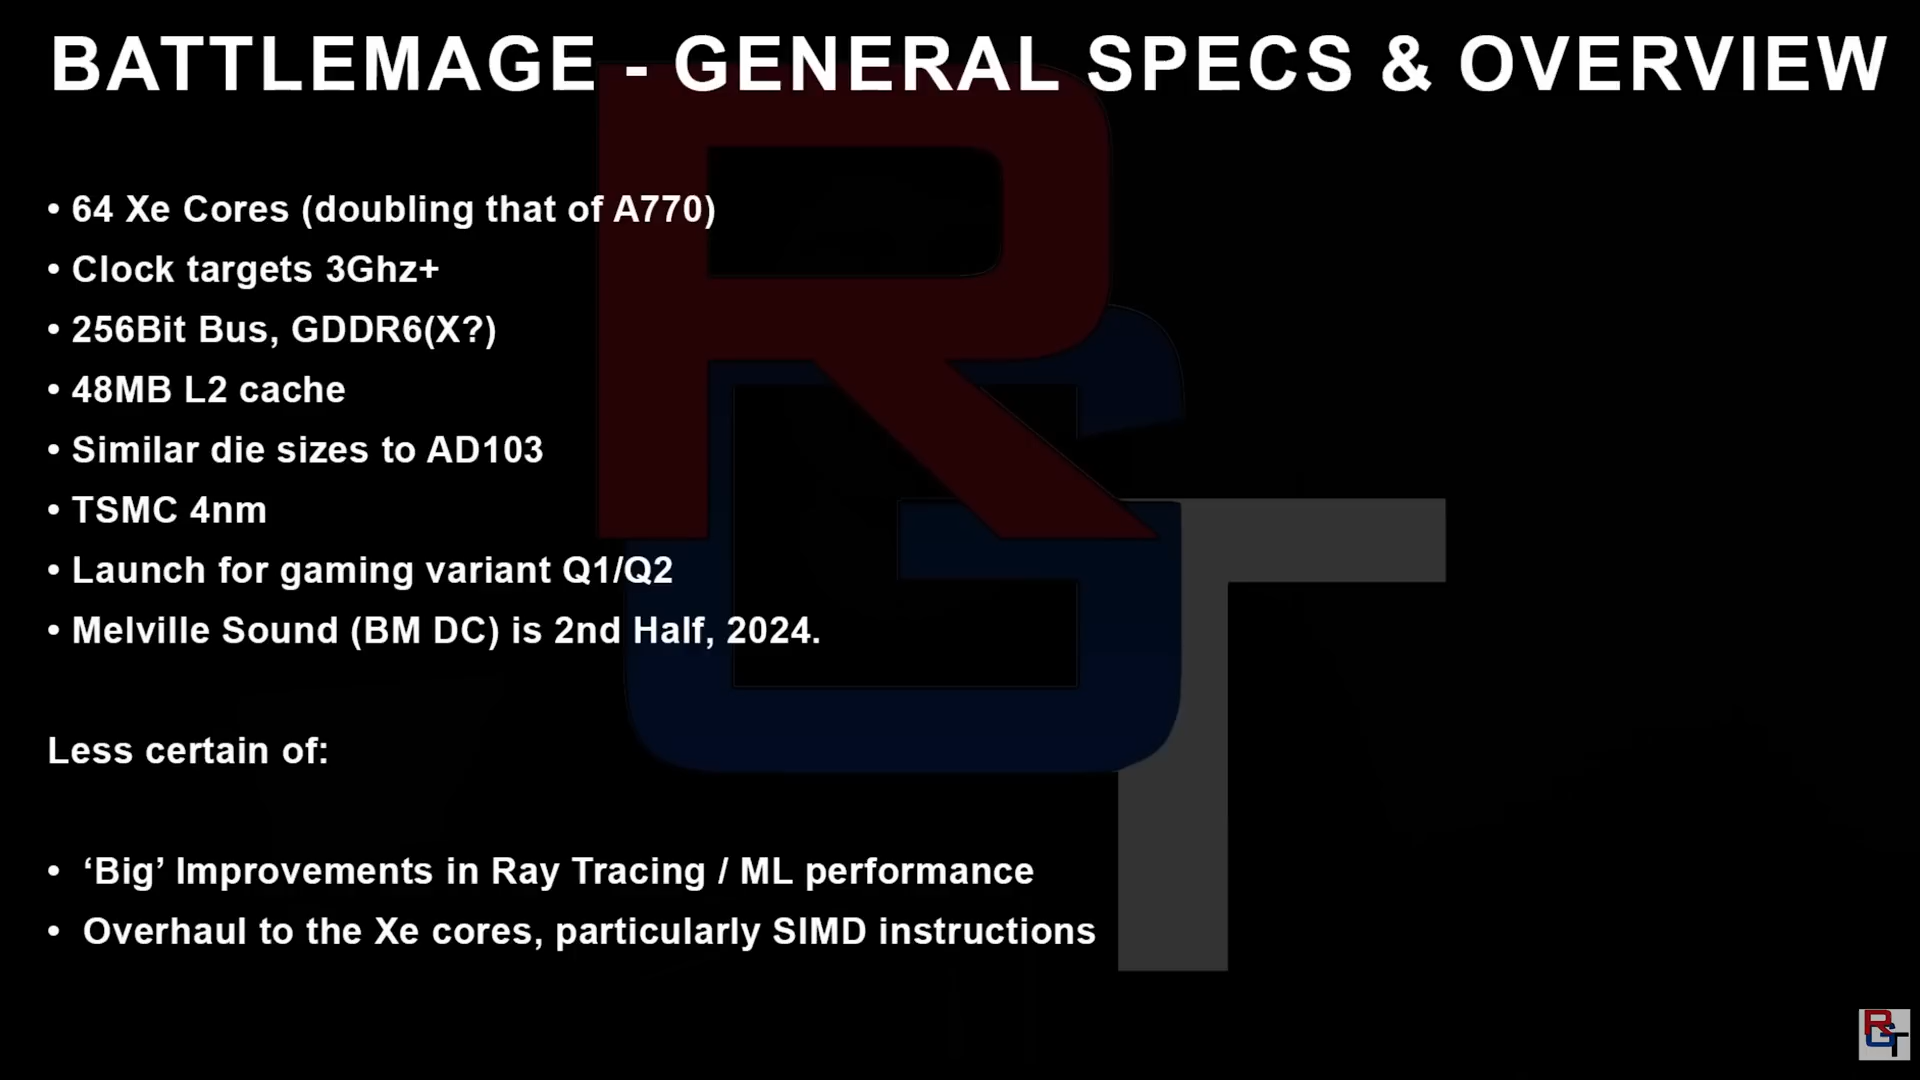 BATTLEMAGE - GENERAL SPECS & OVERVIEW
• 64 Xe Cores (doubling that of A770)
• Clock targets 3Ghz+
• 256Bit Bus, GDDR6(X?)
• 48MB L2 cache
• Similar die sizes to AD103
• TSMC 4nm
• Launch for gaming variant Q1/Q2
• Melville Sound (BM DC) is 2nd Half, 2024.
Less certain of:
• ‘Big’ Improvements in Ray Tracing / ML performance
• Overhaul to the Xe cores, particularly SIMD instructions
RGT
RGT